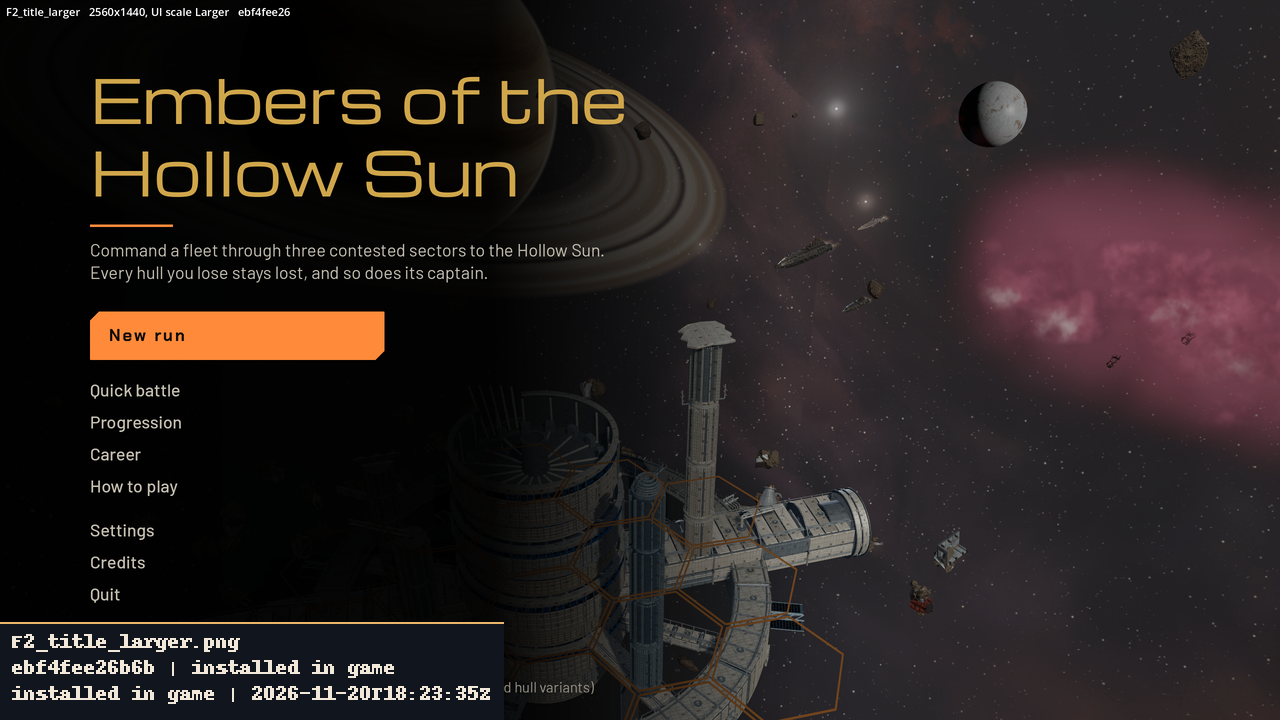 F2_title_larger 2560x1440, UI scale Larger ebf4fee26
Embers of the
Hollow Sun
Command a fleet through three contested sectors to the Hollow Sun.
Every hull you lose stays lost, and so does its captain.
New run
Quick battle
Progression
Career
How to play
Settings
Credits
Quit
F2_title_larger.png
ebf4fee26b6b | installed in game
installed in game | 2026-11-20T18:23:35Z
d hull variants)